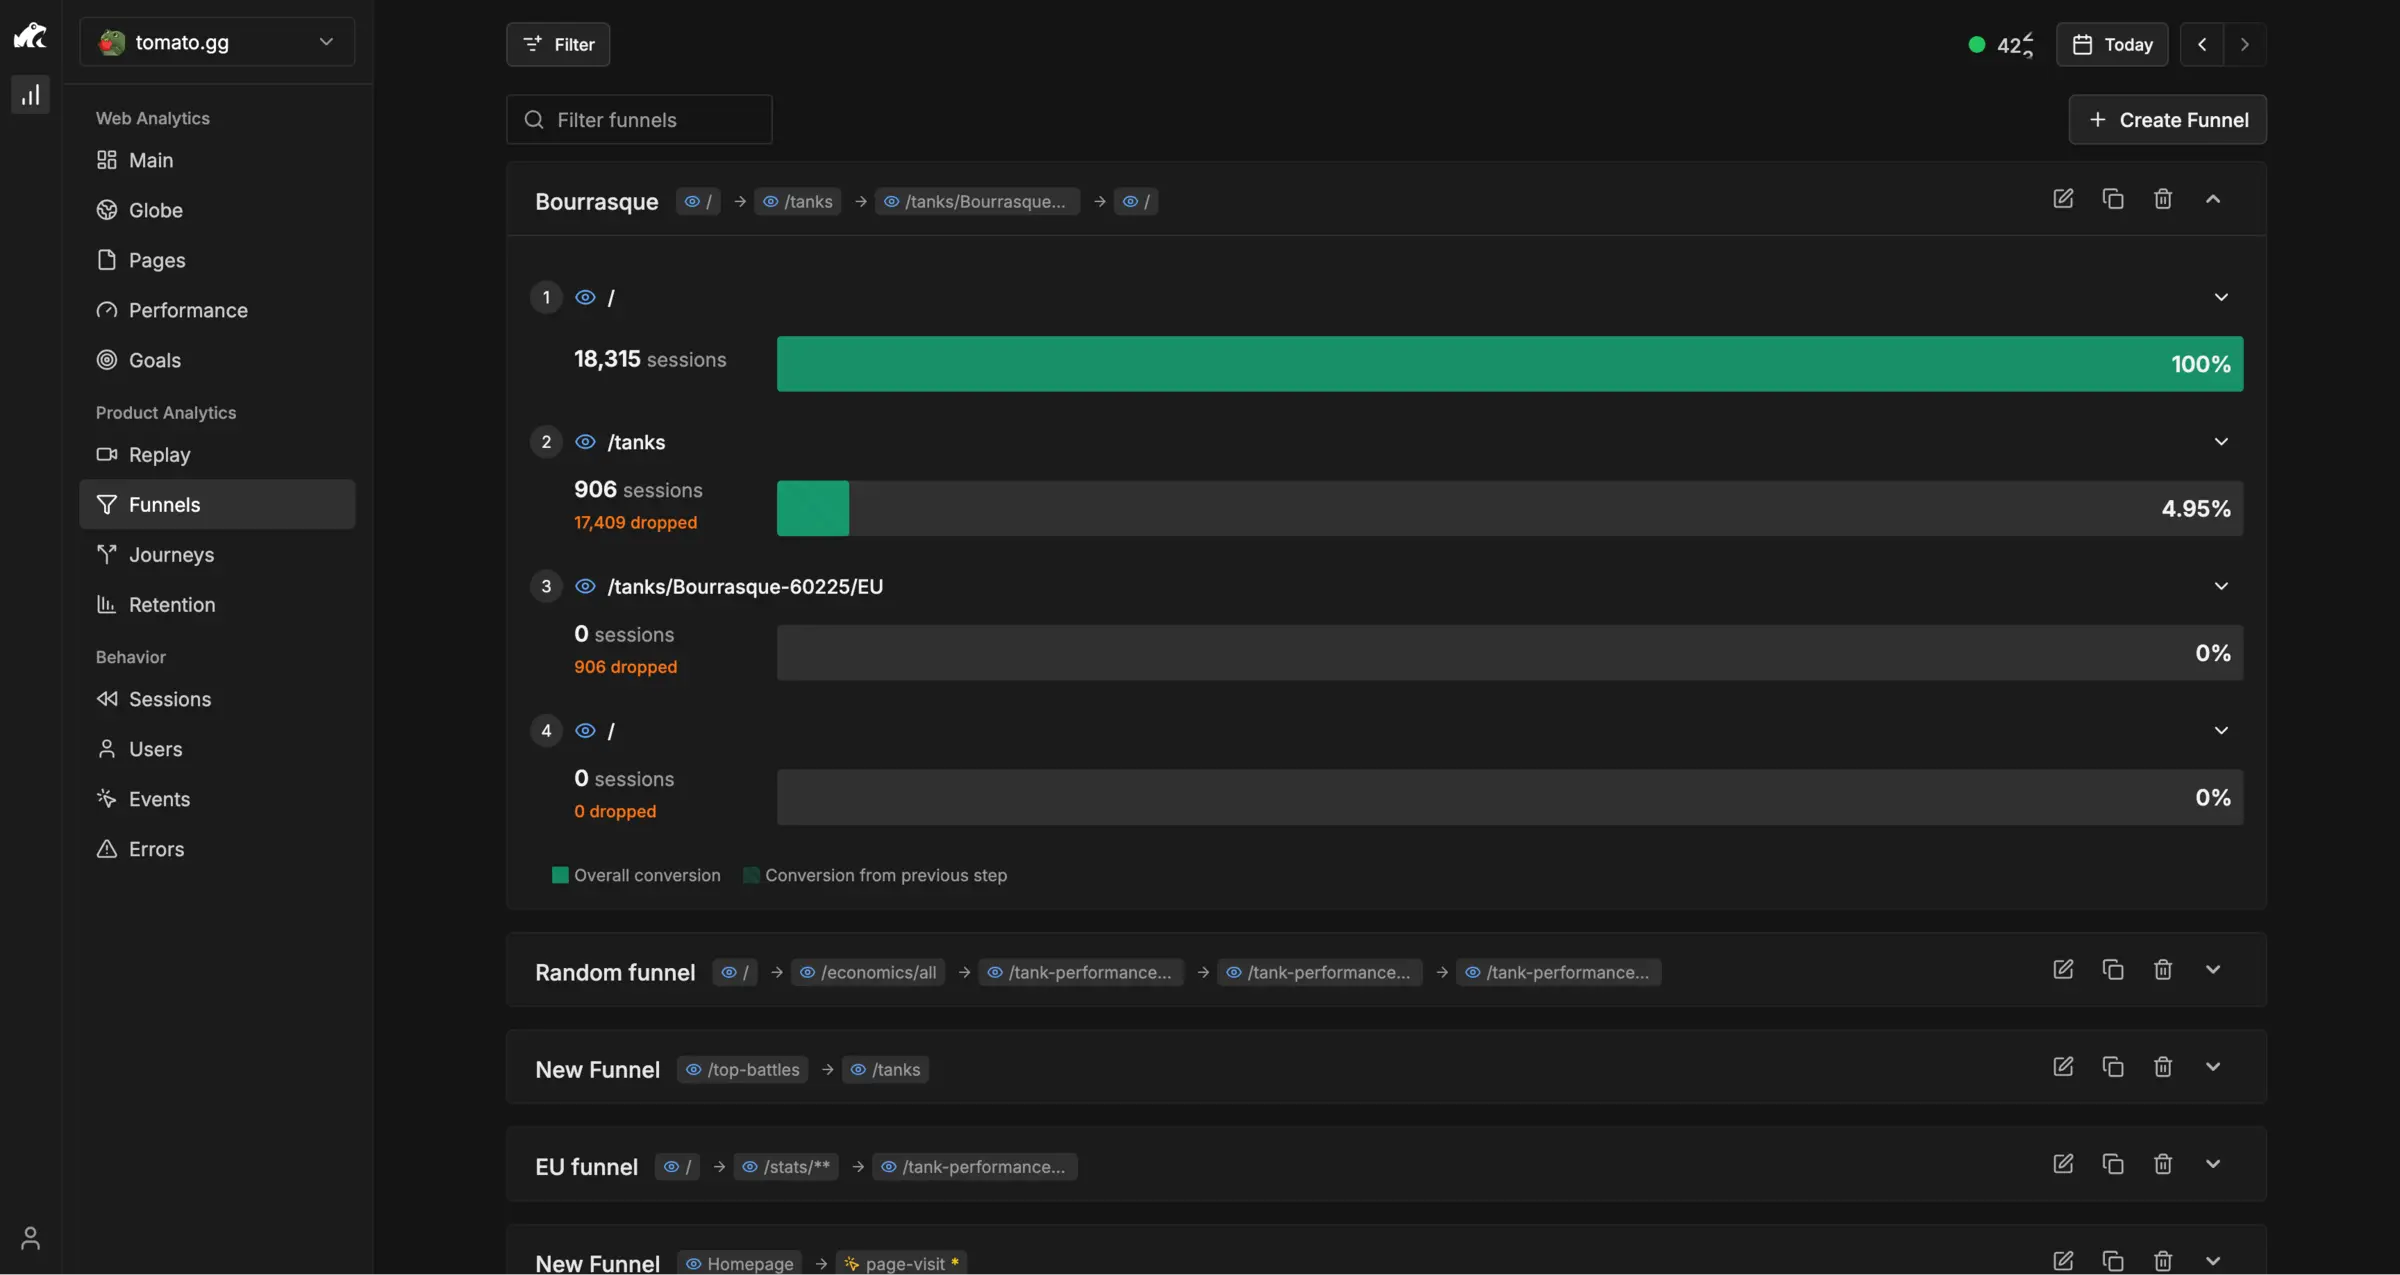 tomato.gg
Web Analytics
Main
Globe
Pages
Performance
Goals
Product Analytics
Replay
Funnels
Journeys
Retention
Behavior
Sessions
Users
Events
Errors
Filter
Today
Filter funnels
Create Funnel
Bourrasque / /tanks /tanks/Bourrasque... /
1 /
18,315 sessions
100%
2 /tanks
906 sessions
17,409 dropped
4.95%
3 /tanks/Bourrasque-60225/EU
0 sessions
906 dropped
0%
4 /
0 sessions
0 dropped
0%
Overall conversion Conversion from previous step
Random funnel / /economics/all /tank-performance... /tank-performance... /tank-performance...
New Funnel /top-battles /tanks
EU funnel / /stats/** /tank-performance...
New Funnel Homepage page-visit *